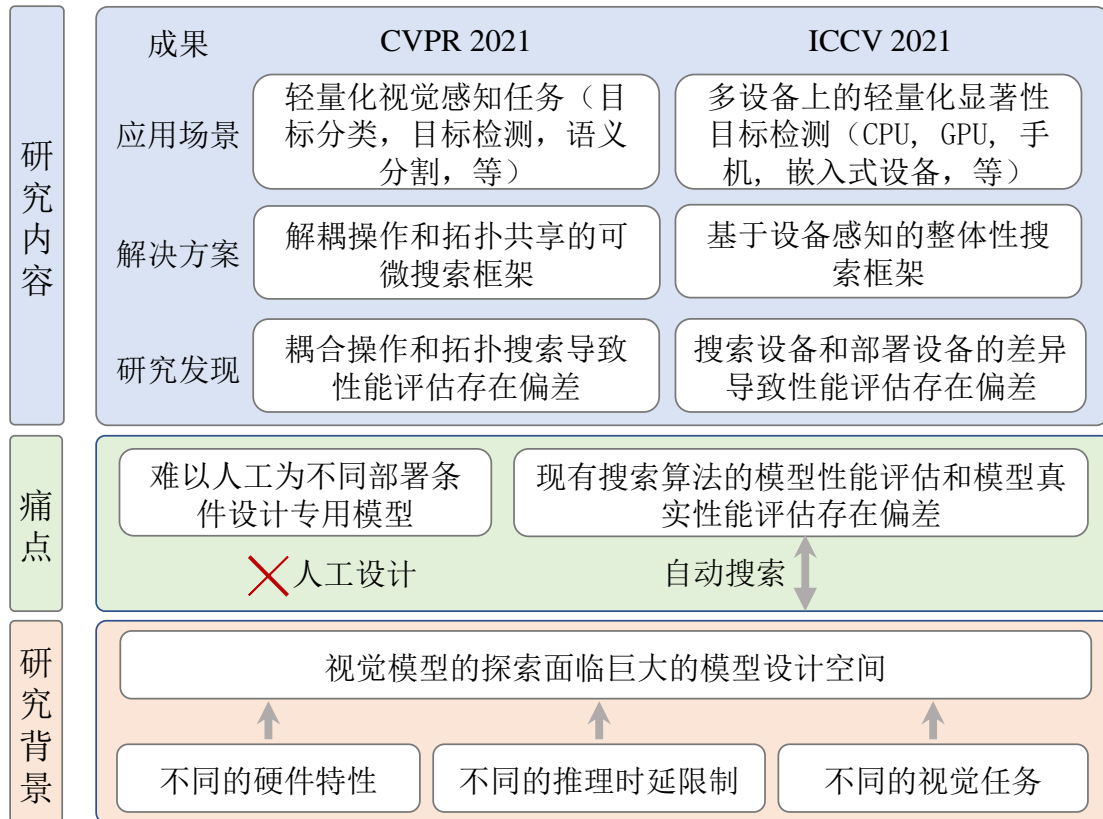 研究内容
成果
CVPR 2021
ICCV 2021
应用场景
轻量化视觉感知任务（目
标分类，目标检测，语义
分割，等）
多设备上的轻量化显著性
目标检测（CPU, GPU, 手
机, 嵌入式设备，等）
解决方案
解耦操作和拓扑共享的可
微搜索框架
基于设备感知的整体性搜
索框架
研究发现
耦合操作和拓扑搜索导致
性能评估存在偏差
搜索设备和部署设备的差异
导致性能评估存在偏差
痛点
难以人工为不同部署条
件设计专用模型
现有搜索算法的模型性能评估和模型真
实性能评估存在偏差
人工设计
自动搜索
研究背景
视觉模型的探索面临巨大的模型设计空间
不同的硬件特性
不同的推理时延限制
不同的视觉任务